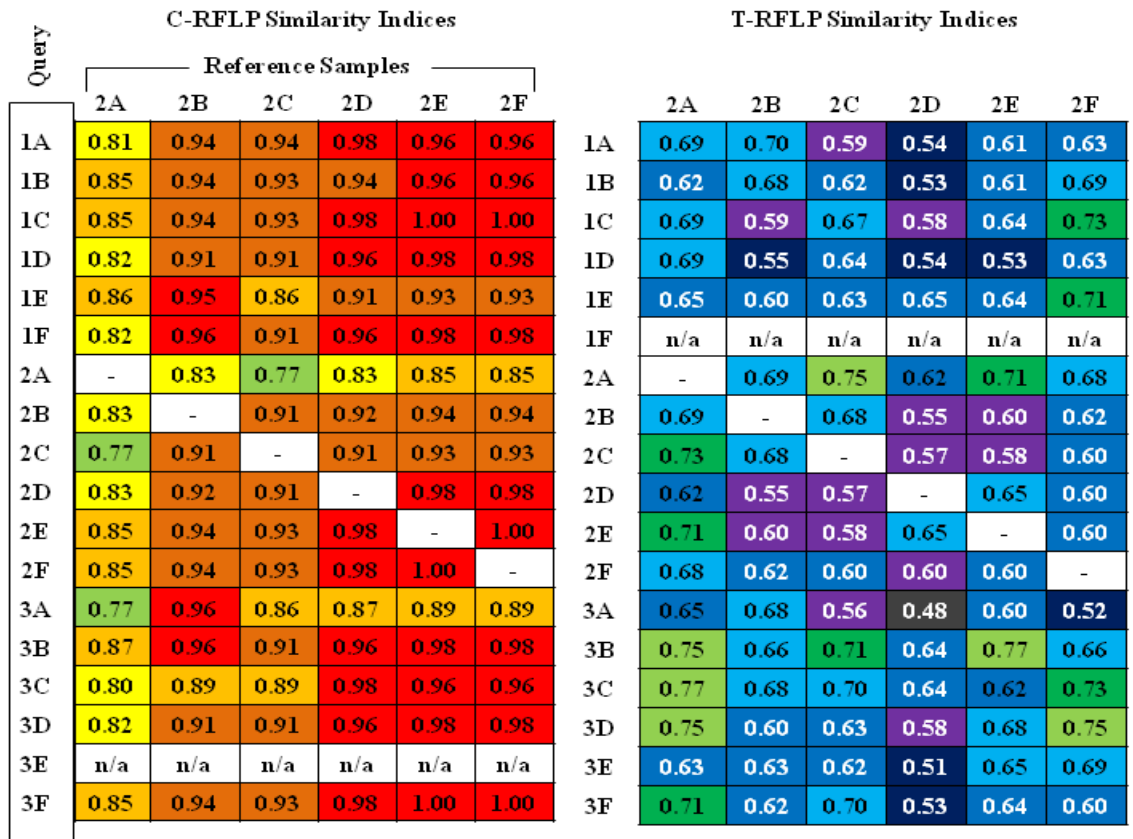 C-RFLP Similarity Indices T-RFLP Similarity Indices
Query
Reference Samples
2A 2B 2C 2D 2E 2F 2A 2B 2C 2D 2E 2F
1A 0.81 0.94 0.94 0.98 0.96 0.96 1A 0.69 0.70 0.59 0.54 0.61 0.63
1B 0.85 0.94 0.93 0.94 0.96 0.96 1B 0.62 0.68 0.62 0.53 0.61 0.69
1C 0.85 0.94 0.93 0.98 1.00 1.00 1C 0.69 0.59 0.67 0.58 0.64 0.73
1D 0.82 0.91 0.91 0.96 0.98 0.98 1D 0.69 0.55 0.64 0.54 0.53 0.63
1E 0.86 0.95 0.86 0.91 0.93 0.93 1E 0.65 0.60 0.63 0.65 0.64 0.71
1F 0.82 0.96 0.91 0.96 0.98 0.98 1F n/a n/a n/a n/a n/a n/a
2A - 0.83 0.77 0.83 0.85 0.85 2A - 0.69 0.75 0.62 0.71 0.68
2B 0.83 - 0.91 0.92 0.94 0.94 2B 0.69 - 0.68 0.55 0.60 0.62
2C 0.77 0.91 - 0.91 0.93 0.93 2C 0.73 0.68 - 0.57 0.58 0.60
2D 0.83 0.92 0.91 - 0.98 0.98 2D 0.62 0.55 0.57 - 0.65 0.60
2E 0.85 0.94 0.93 0.98 - 1.00 2E 0.71 0.60 0.58 0.65 - 0.60
2F 0.85 0.94 0.93 0.98 1.00 - 2F 0.68 0.62 0.60 0.60 0.60 -
3A 0.77 0.96 0.86 0.87 0.89 0.89 3A 0.65 0.68 0.56 0.48 0.60 0.52
3B 0.87 0.96 0.91 0.96 0.98 0.98 3B 0.75 0.66 0.71 0.64 0.77 0.66
3C 0.80 0.89 0.89 0.98 0.96 0.96 3C 0.77 0.68 0.70 0.64 0.62 0.73
3D 0.82 0.91 0.91 0.96 0.98 0.98 3D 0.75 0.60 0.63 0.58 0.68 0.75
3E n/a n/a n/a n/a n/a n/a 3E 0.63 0.63 0.62 0.51 0.65 0.69
3F 0.85 0.94 0.93 0.98 1.00 1.00 3F 0.71 0.62 0.70 0.53 0.64 0.60